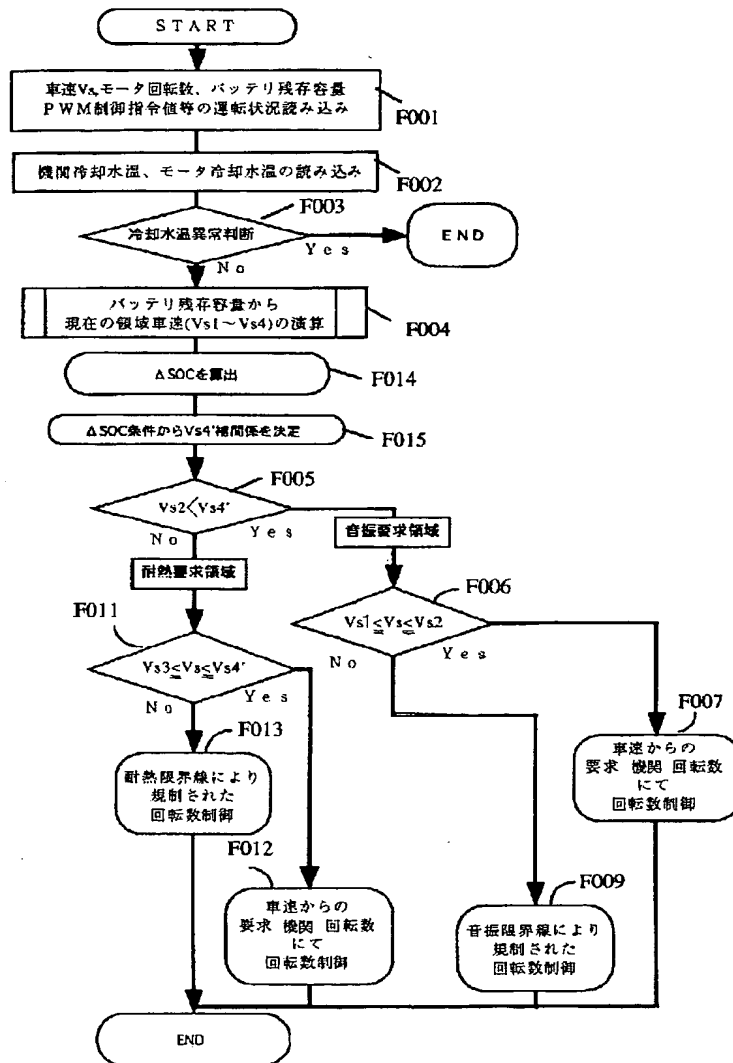 START
車速Vs,モータ回転数、バッテリ残存容量
PWM制御指令値等の運転状況読み込み
F001
機関冷却水温、モータ冷却水温の読み込み
F002
F003
冷却水温異常判断
Yes
END
No
バッテリ残存容量から
現在の領域車速(Vs1～Vs4)の演算
F004
ΔSOCを算出
F014
ΔSOC条件からVs4'補間係を決定
F015
F005
Vs2<Vs4'
No
Yes
音振要求領域
耐熱要求領域
F006
F011
Vs1≦Vs≦Vs2
No
Yes
Vs3≦Vs≦Vs4'
No
Yes
F007
F013
車速からの
要求 機関 回転数
にて
回転数制御
耐熱限界線により
規制された
回転数制御
F012
F009
車速からの
要求 機関 回転数
にて
回転数制御
音振限界線により
規制された
回転数制御
END